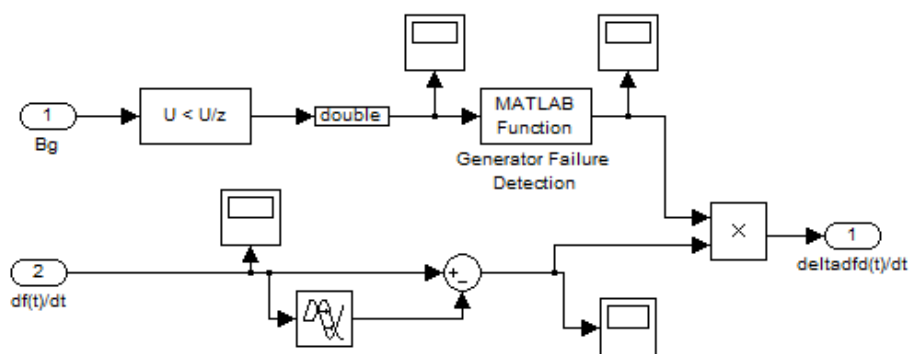 1
Bg
U < U/z
double
MATLAB
Function
Generator Failure
Detection
×
1
deltadfd(t)/dt
2
df(t)/dt
+
−